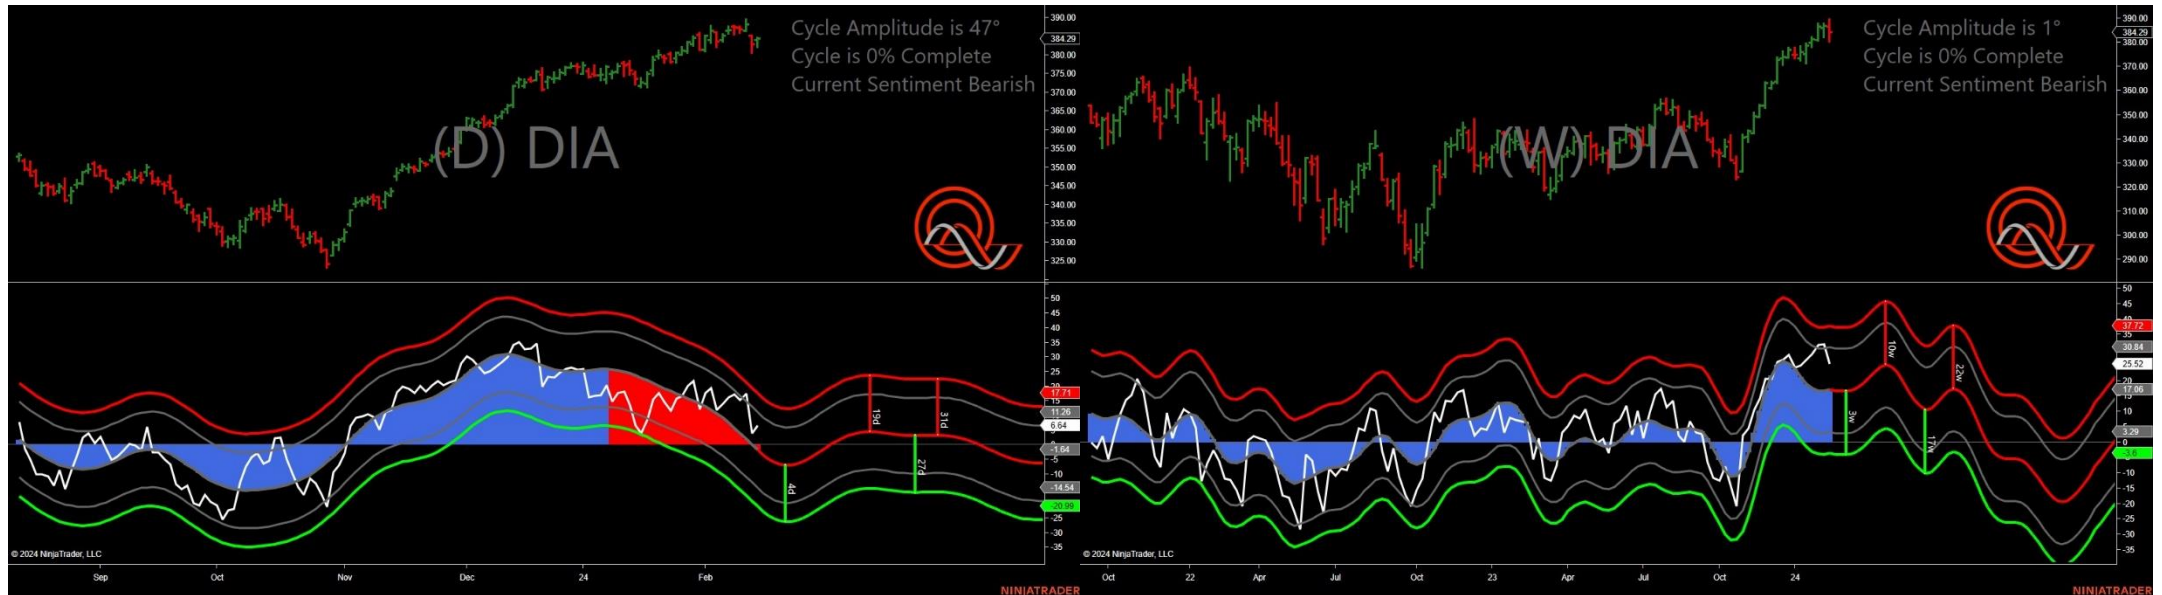 Cycle Amplitude is 47°
Cycle is 0% Complete
Current Sentiment Bearish
(D) DIA
390.00
384.29
380.00
375.00
370.00
365.00
360.00
355.00
350.00
345.00
340.00
335.00
330.00
325.00
50
45
40
35
30
25
20
17.71
15
11.26
6.64
-1.64
-5
-10
-14.54
-20.99
-25
-30
-35
4d
19d
27d
31d
© 2024 NinjaTrader, LLC
Sep
Oct
Nov
Dec
24
Feb
NINJATRADER
Cycle Amplitude is 1°
Cycle is 0% Complete
Current Sentiment Bearish
(W) DIA
390.00
384.29
380.00
370.00
360.00
350.00
340.00
330.00
320.00
310.00
300.00
290.00
50
45
40
37.72
35
30.84
25.52
20
17.06
15
10
5
3.29
0
-3.6
-10
-15
-20
-25
-30
-35
3w
10w
17w
22w
© 2024 NinjaTrader, LLC
Oct
22
Apr
Jul
Oct
23
Apr
Jul
Oct
24
NINJATRADER